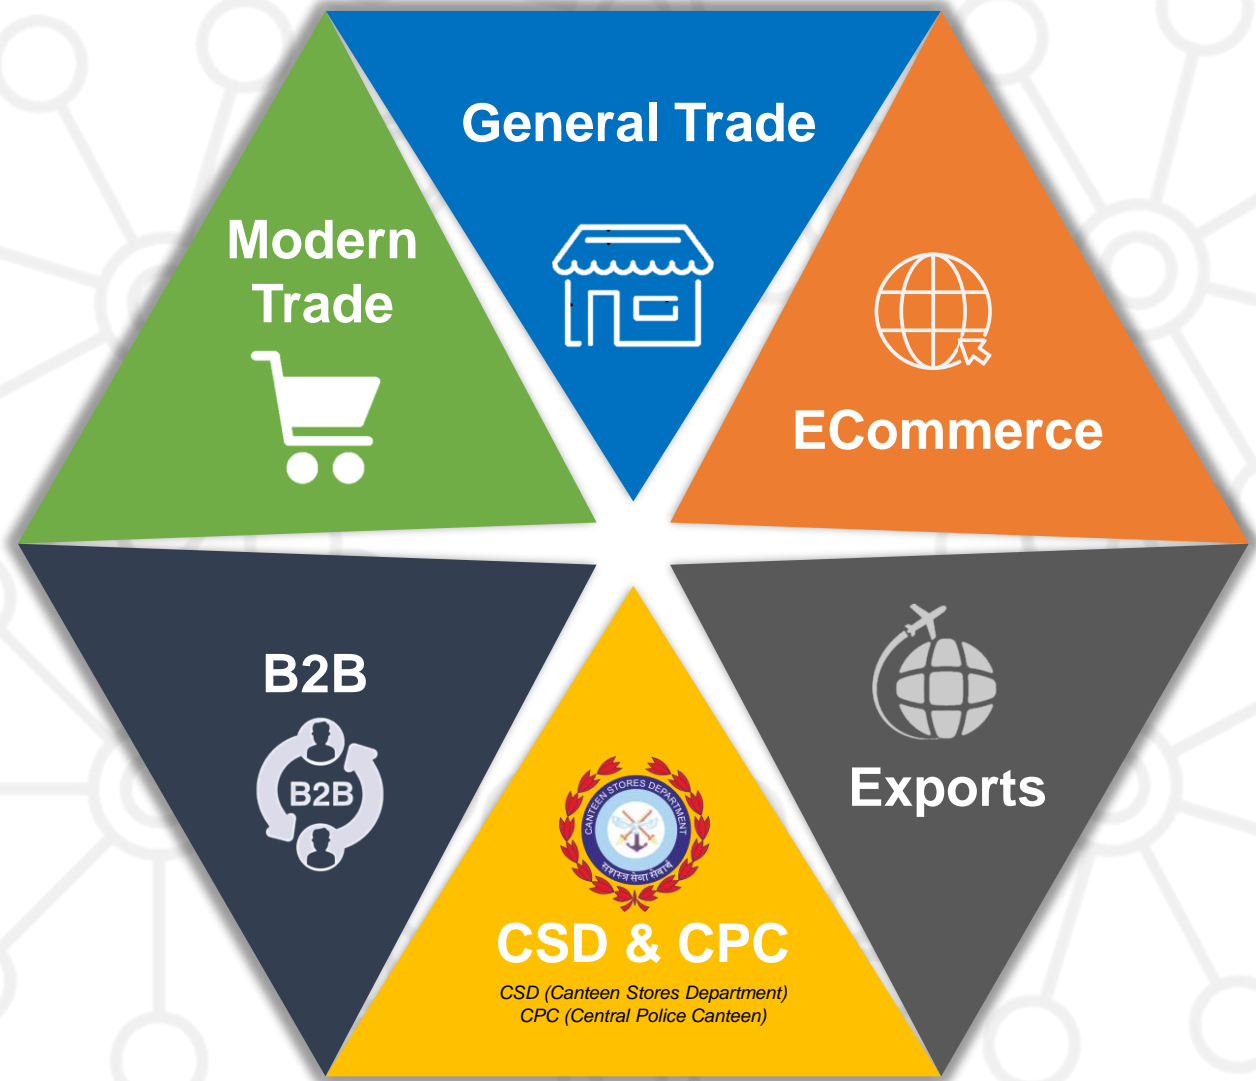 General Trade
Modern
Trade
ECommerce
B2B
B2B
Exports
CANTEEN STORES DEPARTMENT
सशस्त्र सेना सेवार्थ
CSD & CPC
CSD (Canteen Stores Department)
CPC (Central Police Canteen)